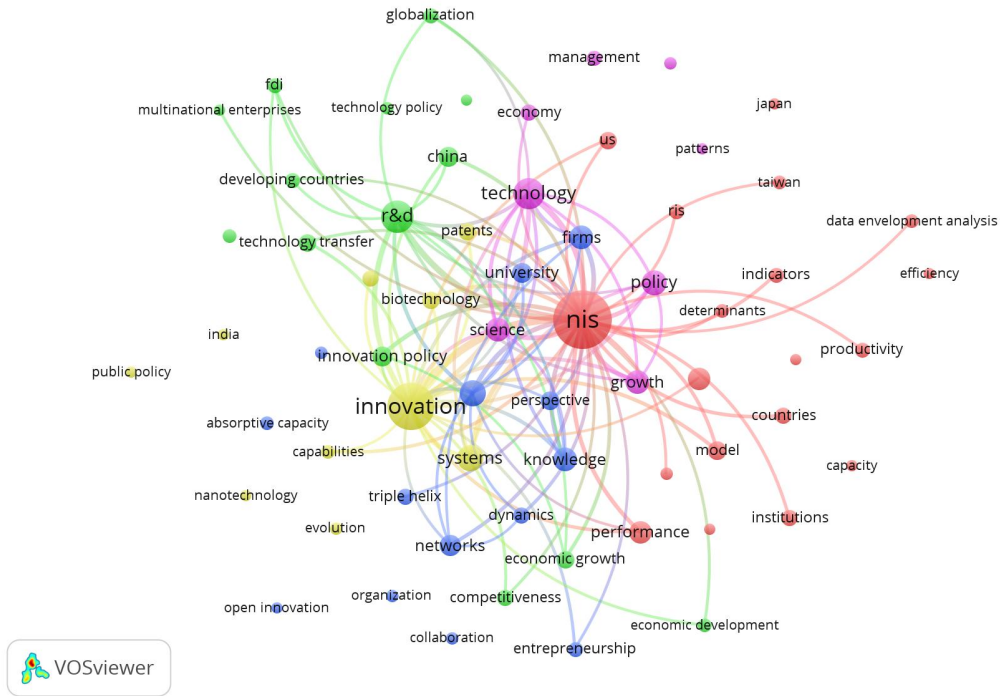 globalization
management
fdi
multinational enterprises
technology policy
economy
japan
us
patterns
china
developing countries
technology
taiwan
r&d
ris
data envelopment analysis
patents
firms
technology transfer
university
policy
indicators
efficiency
biotechnology
nis
determinants
science
india
innovation policy
productivity
public policy
growth
innovation
perspective
countries
absorptive capacity
capabilities
systems
knowledge
model
capacity
nanotechnology
triple helix
dynamics
institutions
evolution
networks
performance
economic growth
open innovation
organization
competitiveness
economic development
collaboration
entrepreneurship
VOSviewer